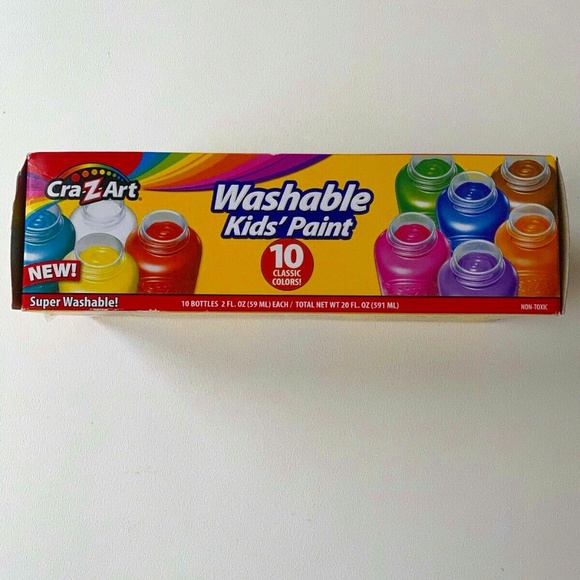 Cra-Z-Art
Washable
Kids' Paint
10
CLASSIC
COLORS!
NEW!
Super Washable!
10 BOTTLES 2 FL. OZ (59 ML) EACH / TOTAL NET WT 20 FL. OZ (591 ML)
NON-TOXIC